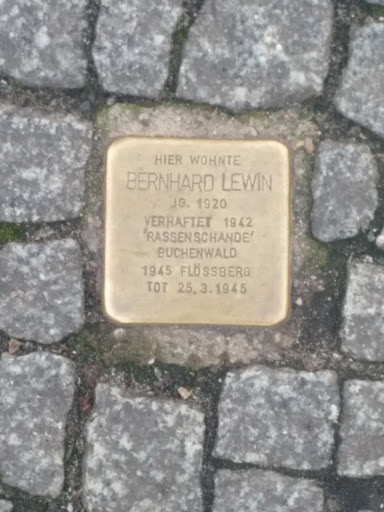 HIER WOHNTE
BERNHARD LEWIN
JG. 1920
VERHAFTET 1942
'RASSENSCHANDE'
BUCHENWALD
1945 FLÖSSBERG
TOT 25.3.1945